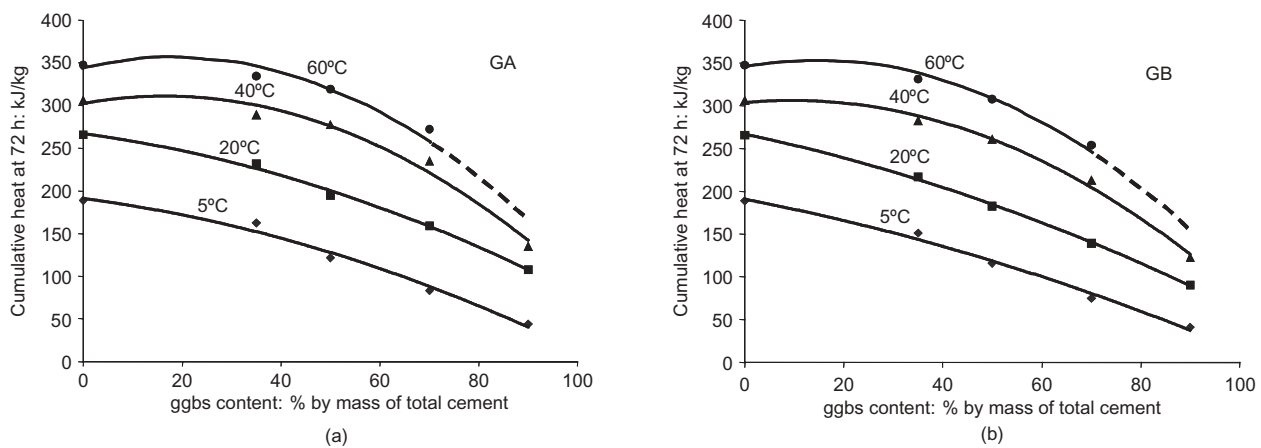 Cumulative heat at 72 h: kJ/kg
400
350
300
250
200
150
100
50
0
0
20
40
60
80
100
GA
60ºC
40ºC
20ºC
5ºC
ggbs content: % by mass of total cement
(a)
Cumulative heat at 72 h: kJ/kg
400
350
300
250
200
150
100
50
0
0
20
40
60
80
100
GB
60ºC
40ºC
20ºC
5ºC
ggbs content: % by mass of total cement
(b)